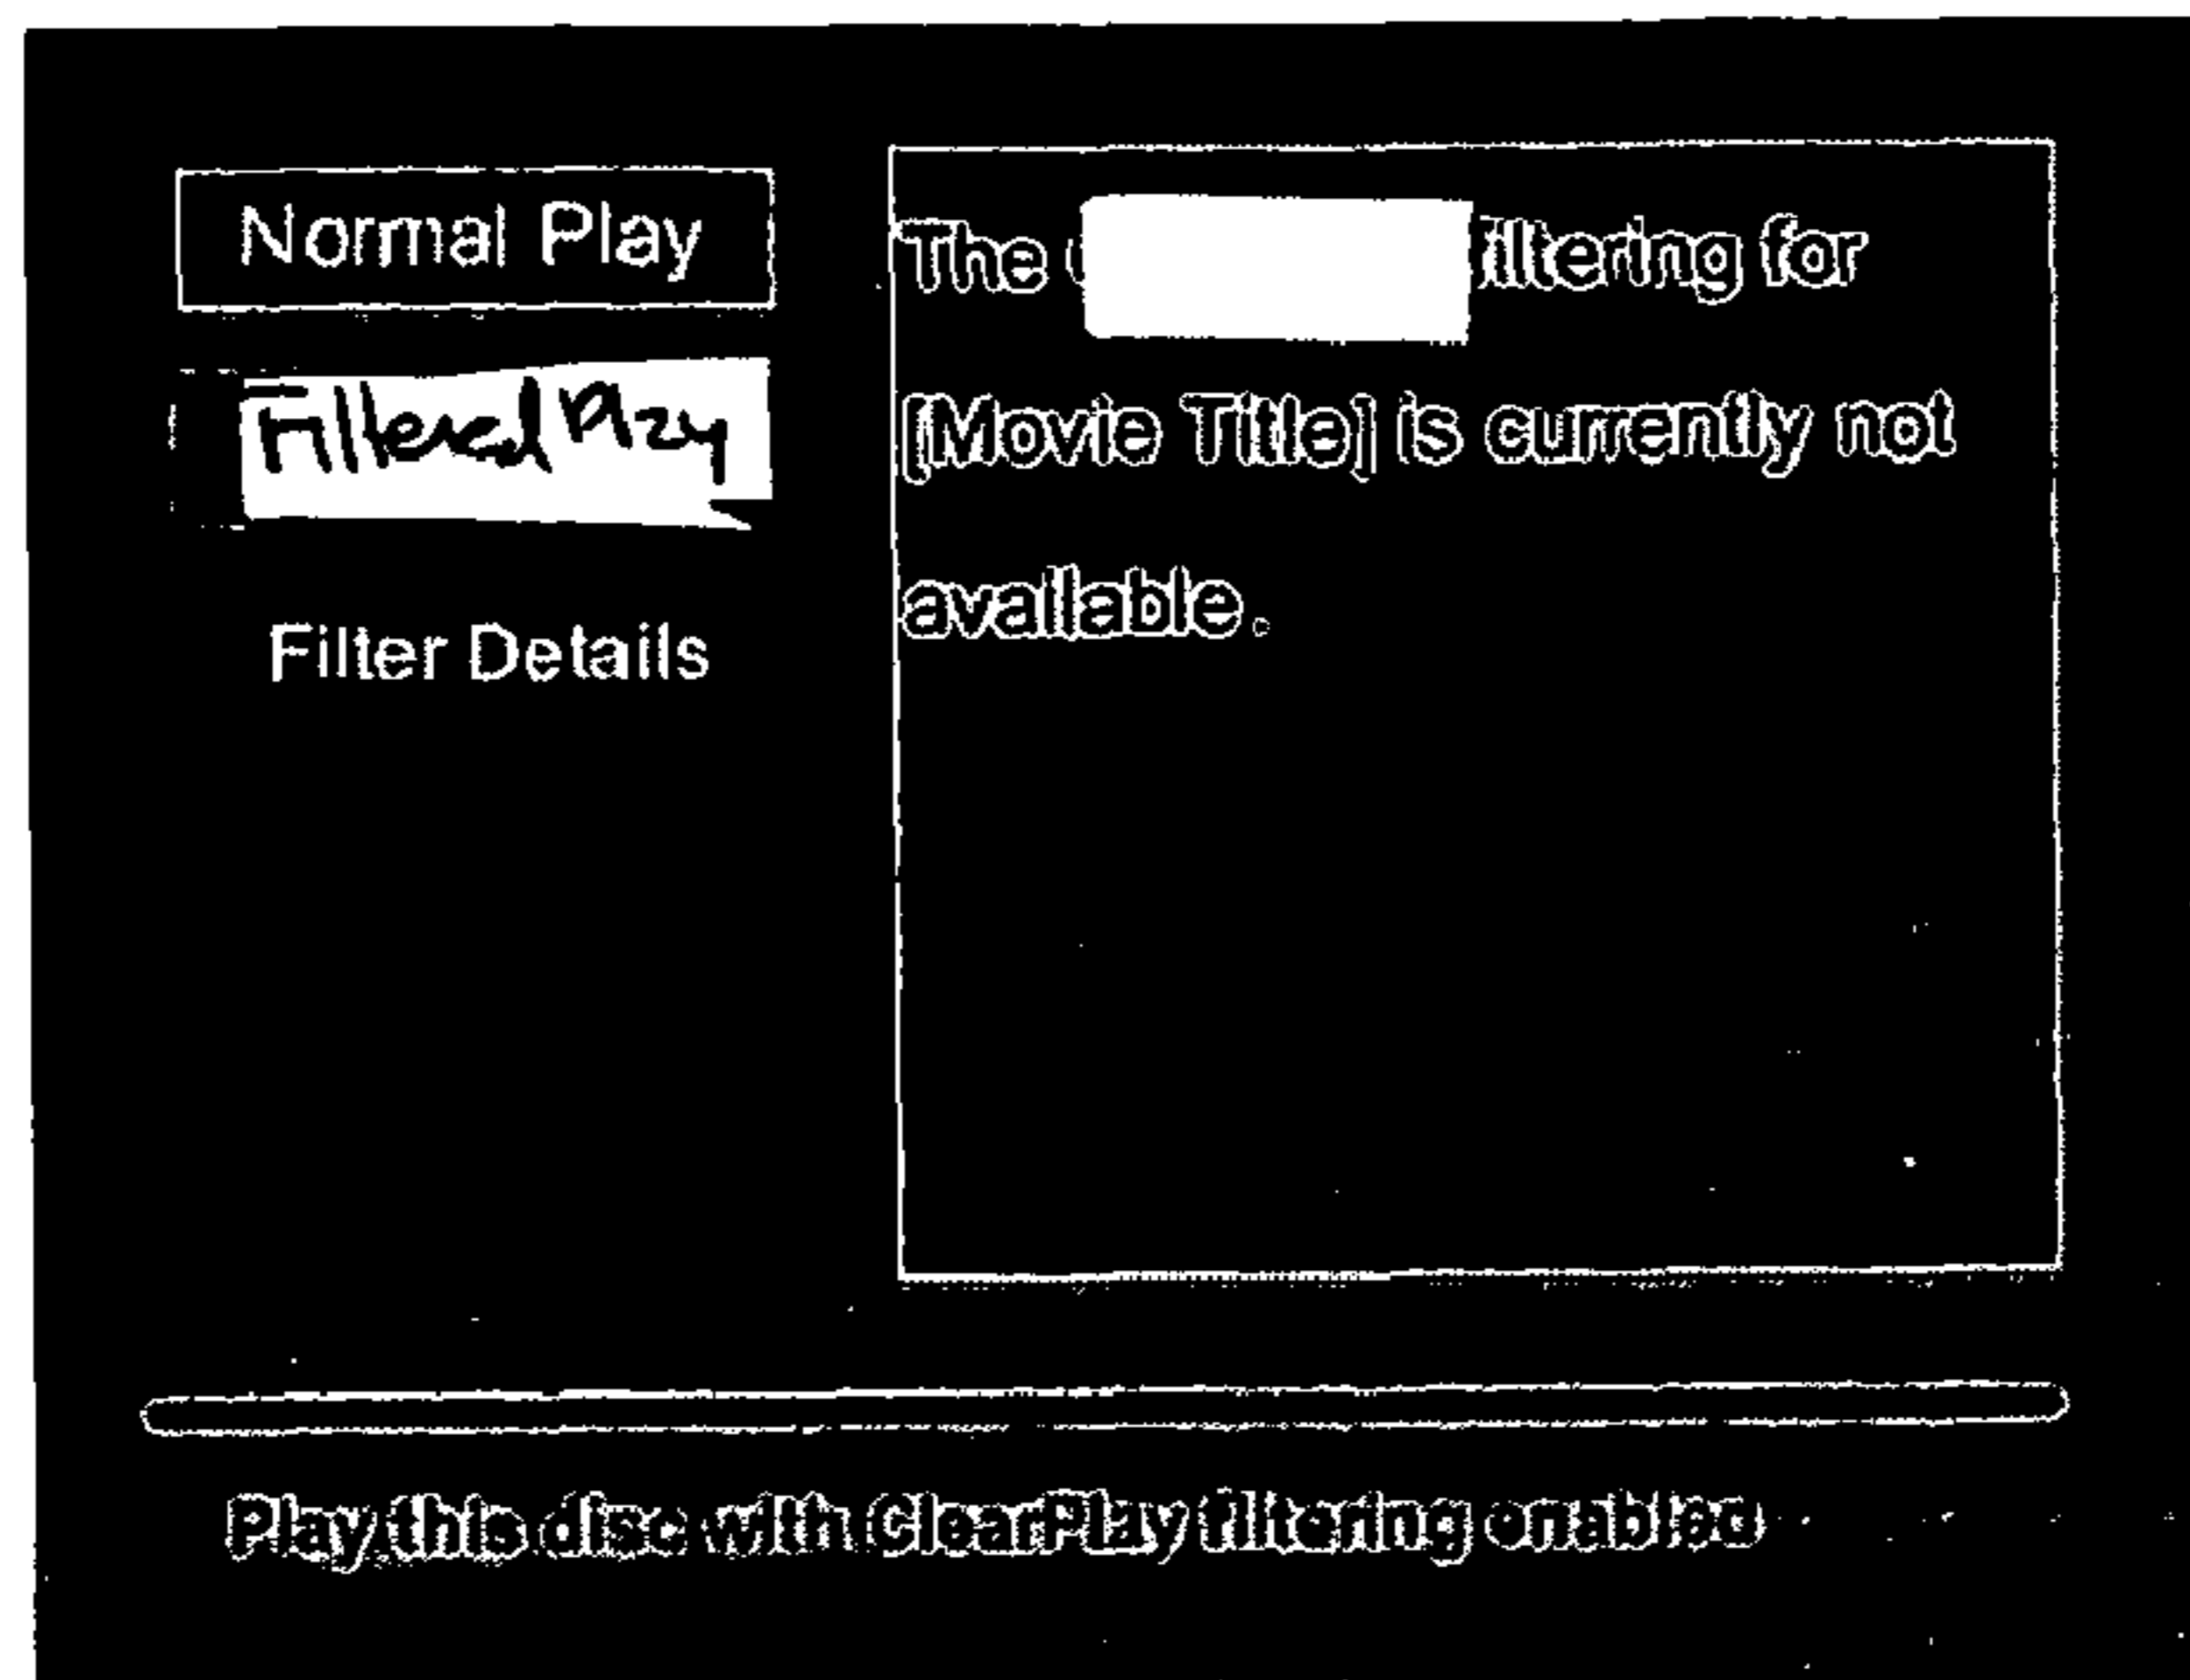 Normal Play
Filtered Play
Filter Details
The filtering for
[Movie Title] is currently not
available.
Play this disc with ClearPlay filtering enabled